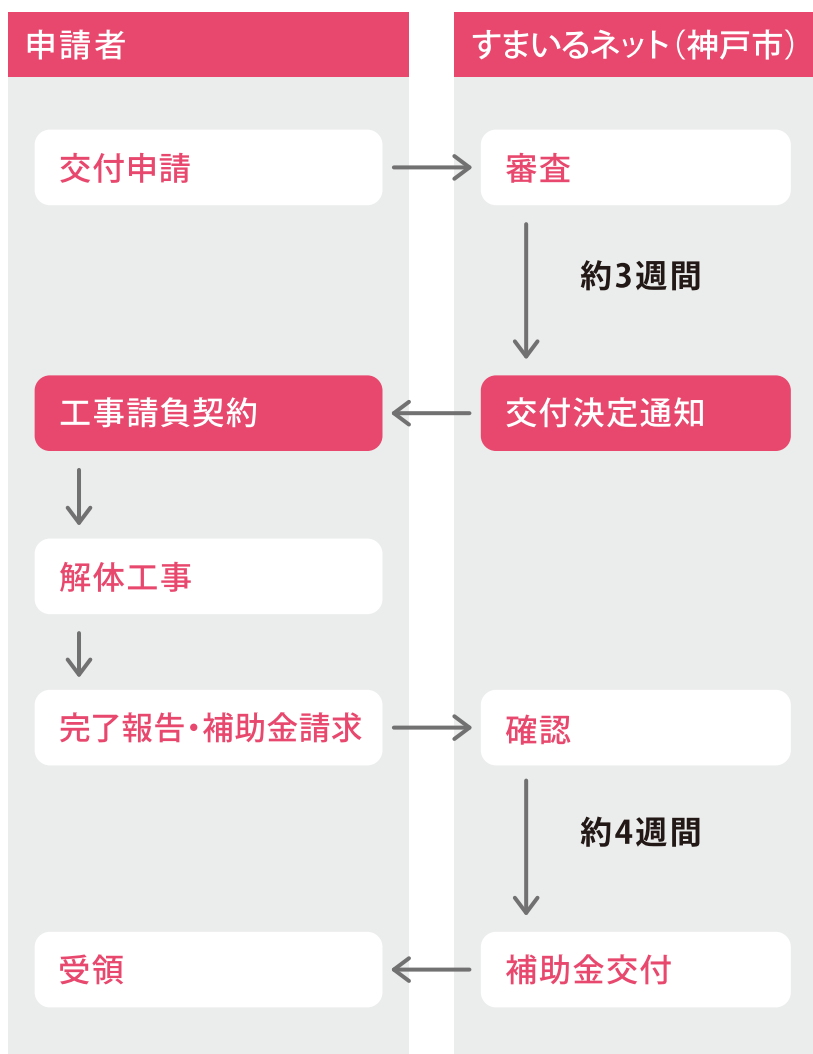 申請者
すまいるネット（神戸市）
交付申請
審査
約3週間
交付決定通知
工事請負契約
解体工事
完了報告・補助金請求
確認
約4週間
補助金交付
受領